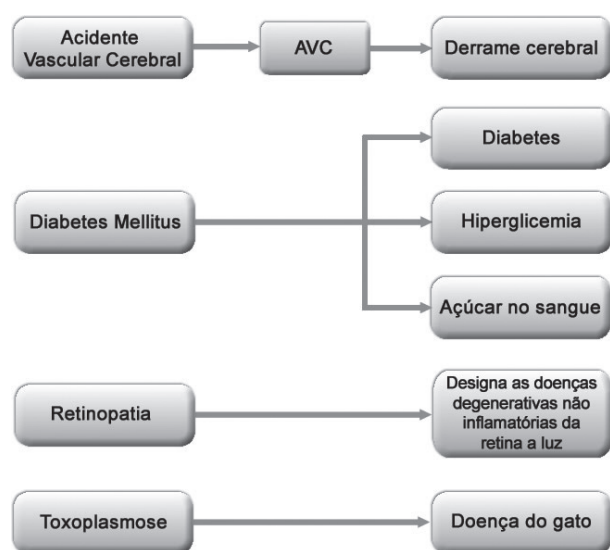 Acidente
Vascular Cerebral
AVC
Derrame cerebral
Diabetes Mellitus
Diabetes
Hiperglicemia
Açúcar no sangue
Retinopatia
Designa as doenças
degenerativas não
inflamatórias da
retina a luz
Toxoplasmose
Doença do gato